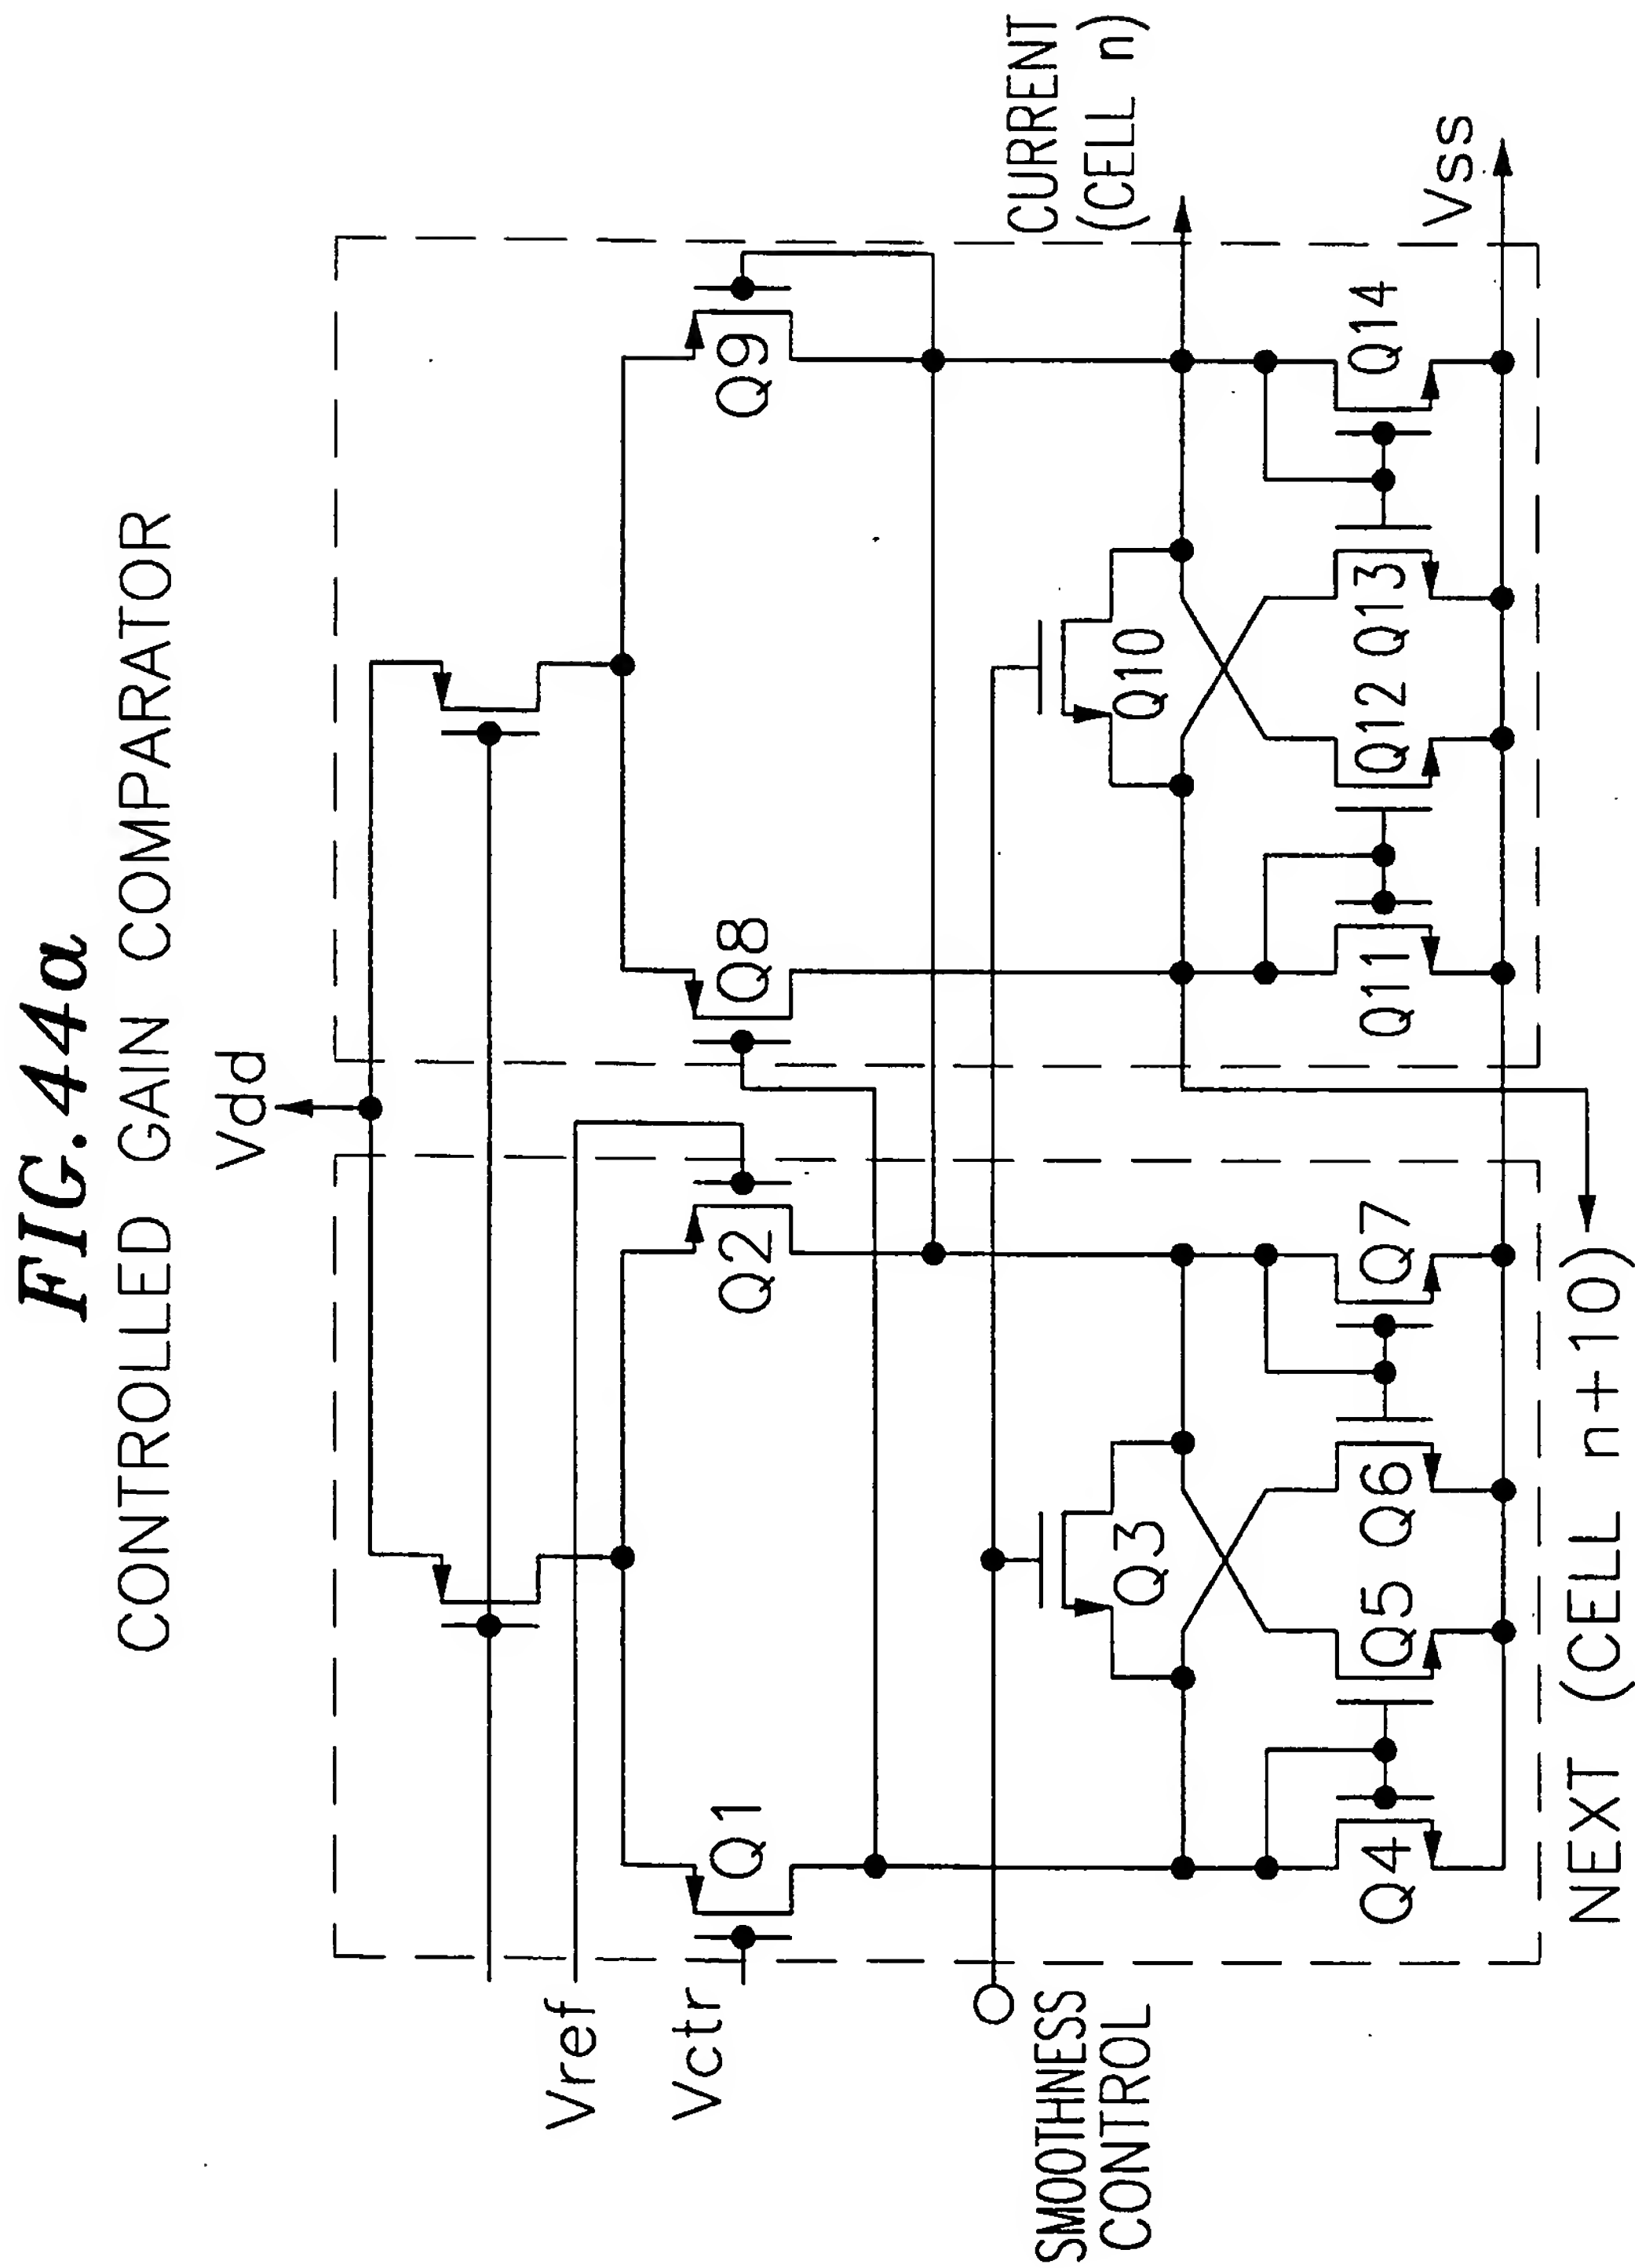 FIG. 44a
CONTROLLED GAIN COMPARATOR
Vdd
Vref
Vctr
SMOOTHNESS
CONTROL
Q1
Q2
Q8
Q9
Q3
Q10
CURRENT
(CELL n)
Q4
Q5
Q6
Q7
Q11
Q12
Q13
Q14
Vss
NEXT (CELL n+10)